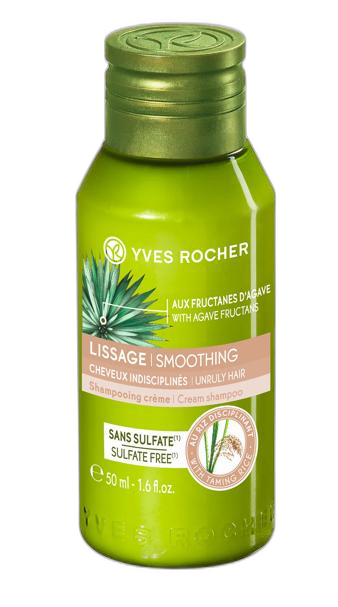 YVES ROCHER
AUX FRUCTANES D'AGAVE
WITH AGAVE FRUCTANS
LISSAGE | SMOOTHING
CHEVEUX INDISCIPLINÉS | UNRULY HAIR
Shampooing crème | Cream shampoo
SANS SULFATE(1)
SULFATE FREE(1)
AU RIZ DISCIPLINANT
WITH TAMING RICE
℮ 50 ml - 1.6 fl.oz.
YVES ROCHER